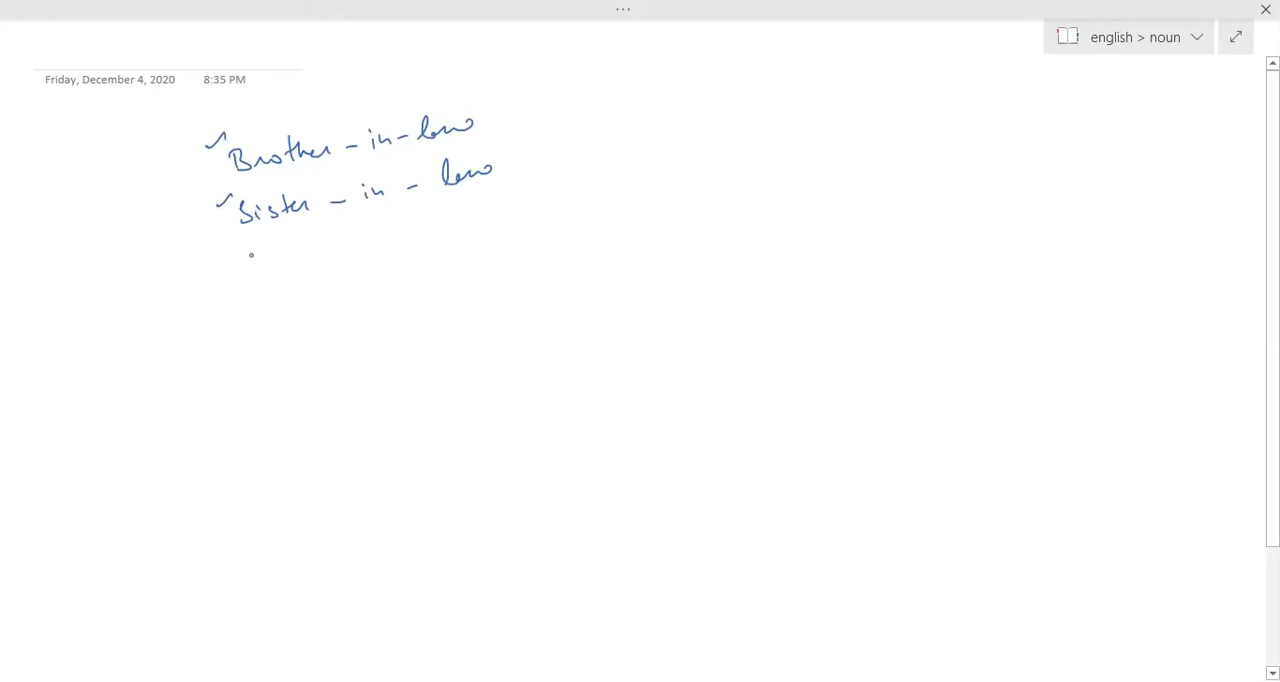 english > noun
Friday, December 4, 2020 8:35 PM
Brother - in - law
Sister - in - law